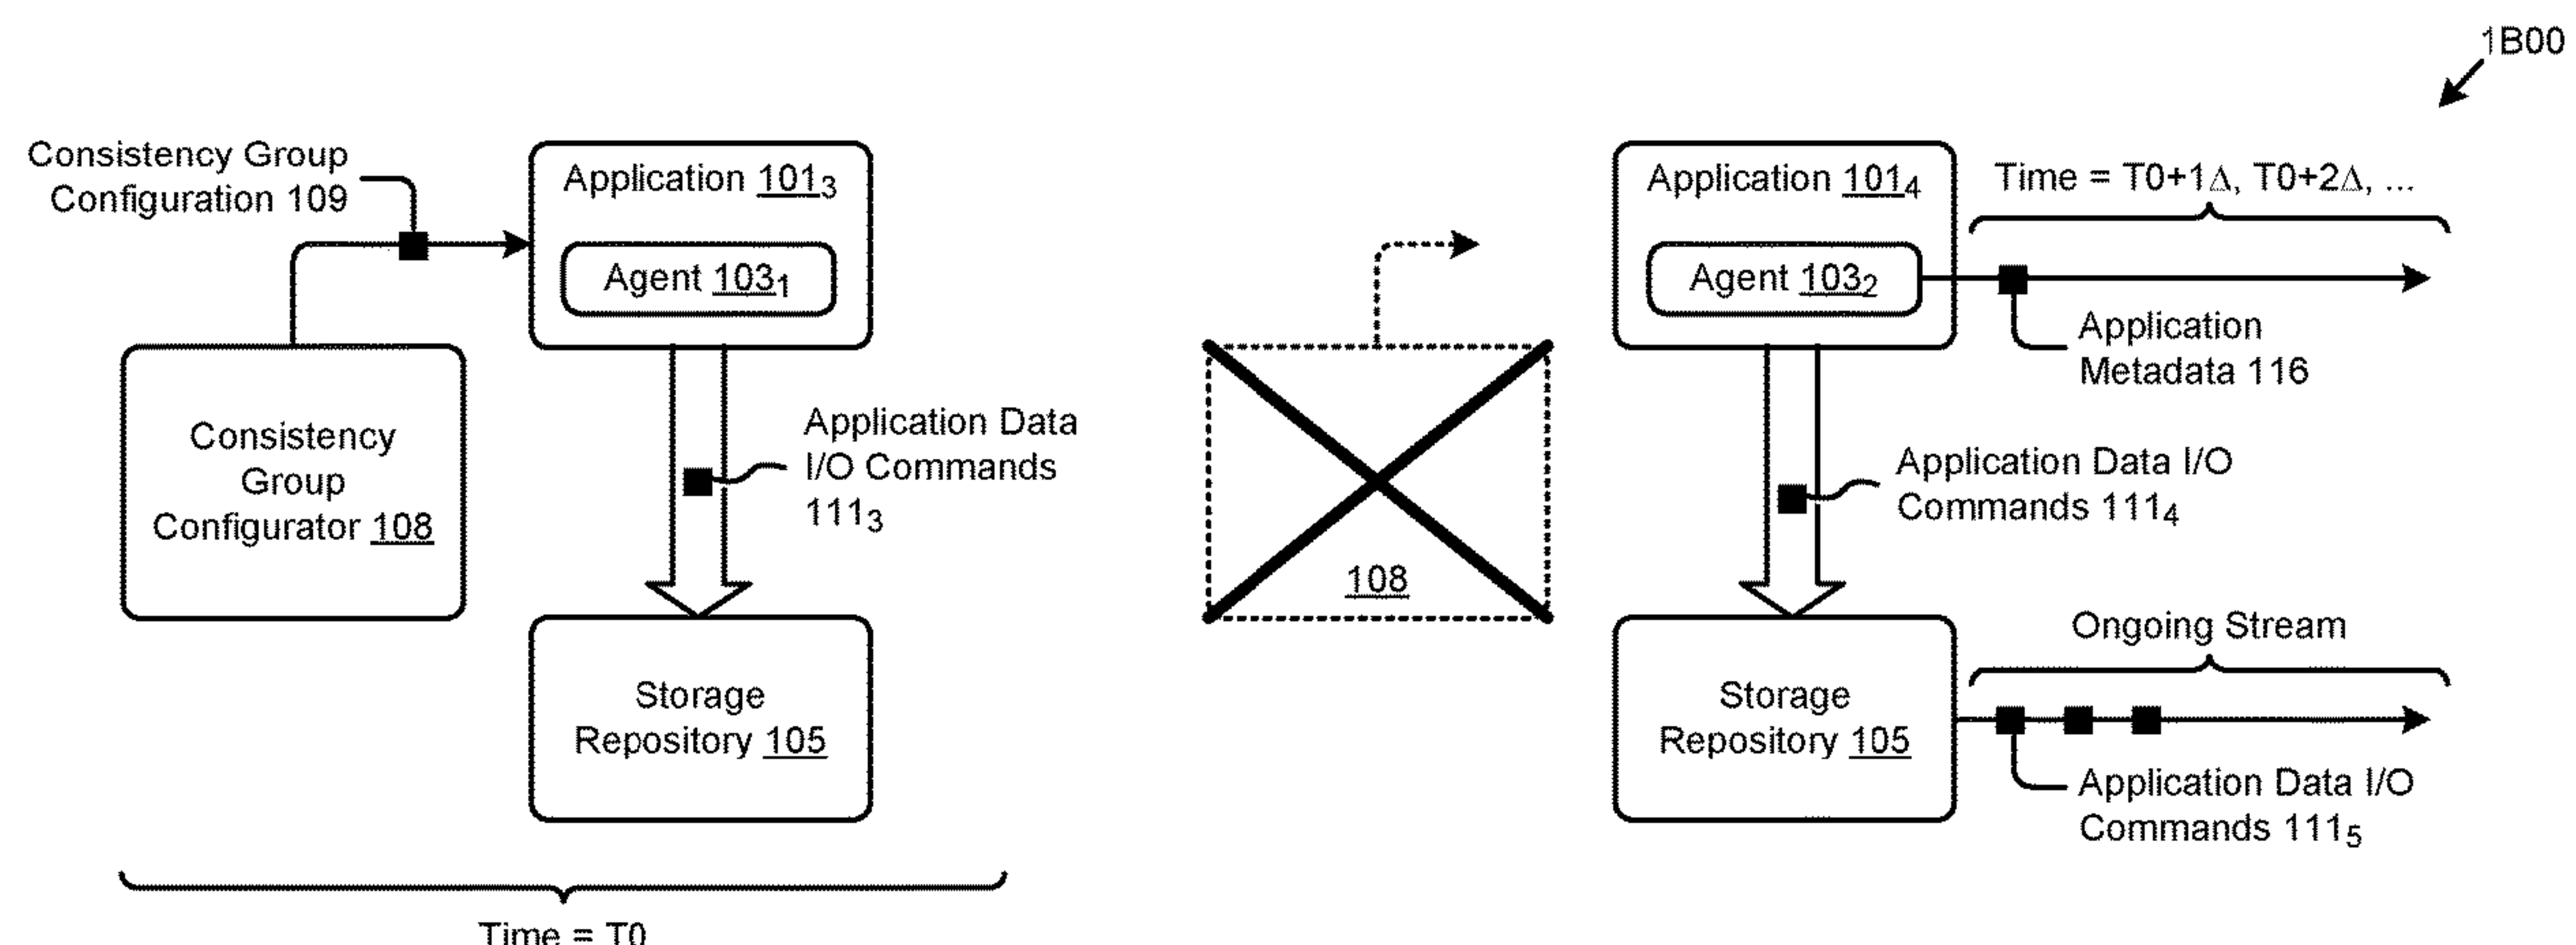 1B00
Consistency Group
Configuration 109
Application 101₃
Agent 103₁
Consistency
Group
Configurator 108
Application Data
I/O Commands
111₃
Storage
Repository 105
Time = T0
108
Application 101₄
Agent 103₂
Time = T0+1Δ, T0+2Δ, ...
Application
Metadata 116
Application Data I/O
Commands 111₄
Storage
Repository 105
Ongoing Stream
Application Data I/O
Commands 111₅